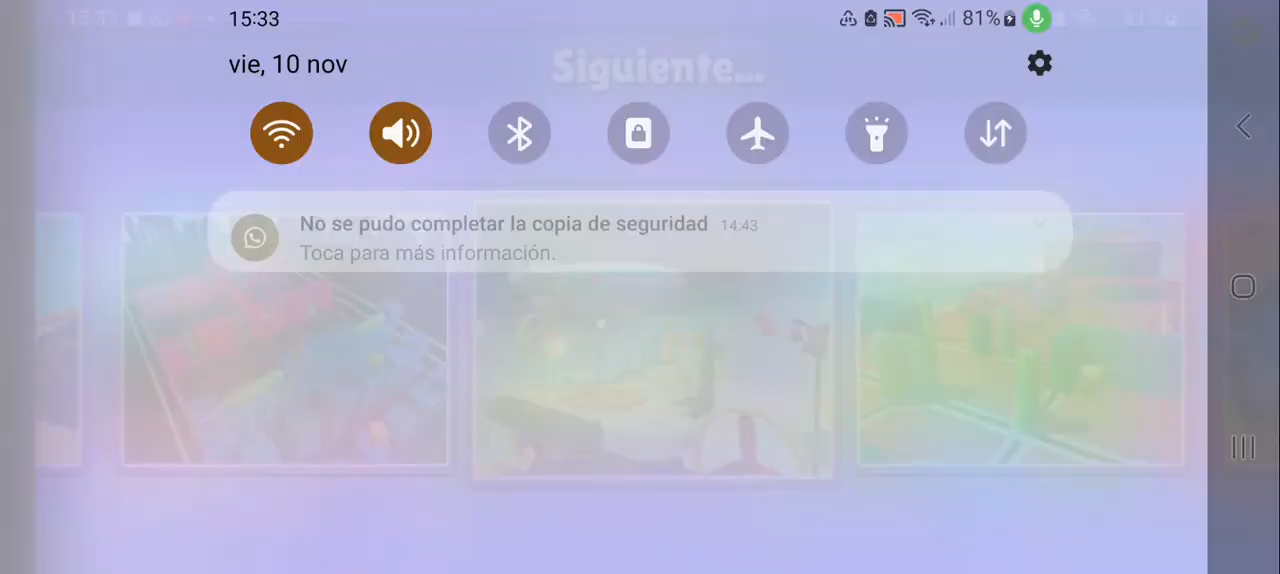 15:33
81%
vie, 10 nov
Siguiente...
No se pudo completar la copia de seguridad 14:43
Toca para más información.